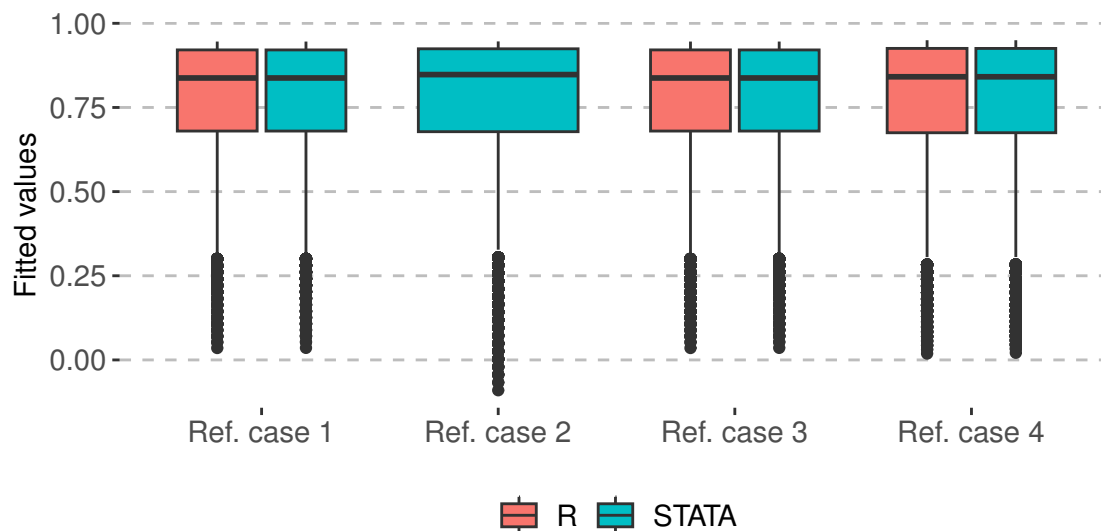 1.00
0.75
0.50
0.25
0.00
Fitted values
Ref. case 1 Ref. case 2 Ref. case 3 Ref. case 4
R STATA